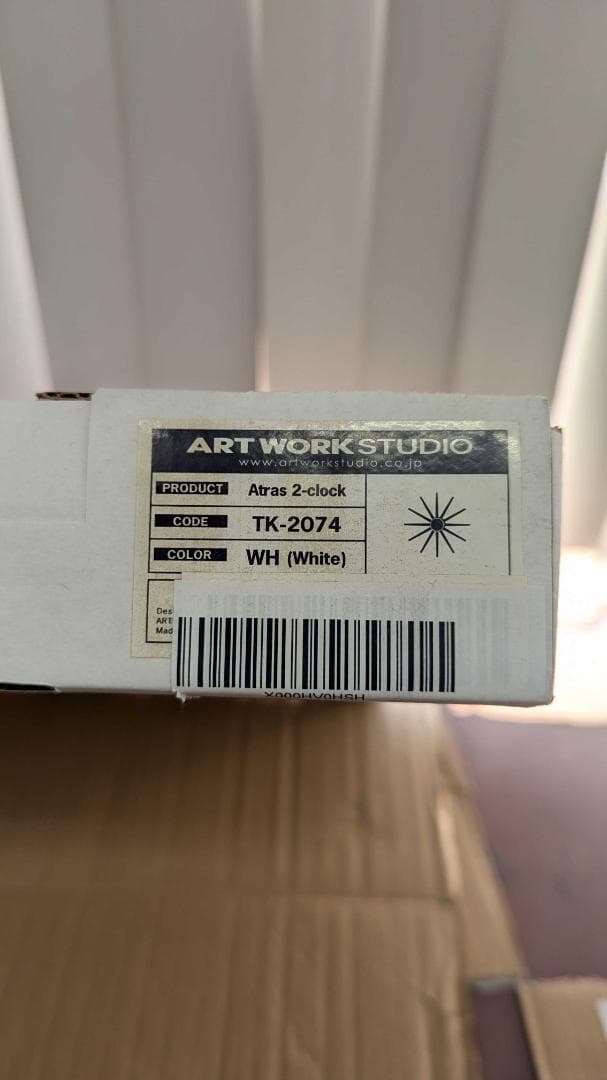 ART WORK STUDIO
www.artworkstudio.co.jp
PRODUCT Atras 2-clock
CODE TK-2074
COLOR WH (White)